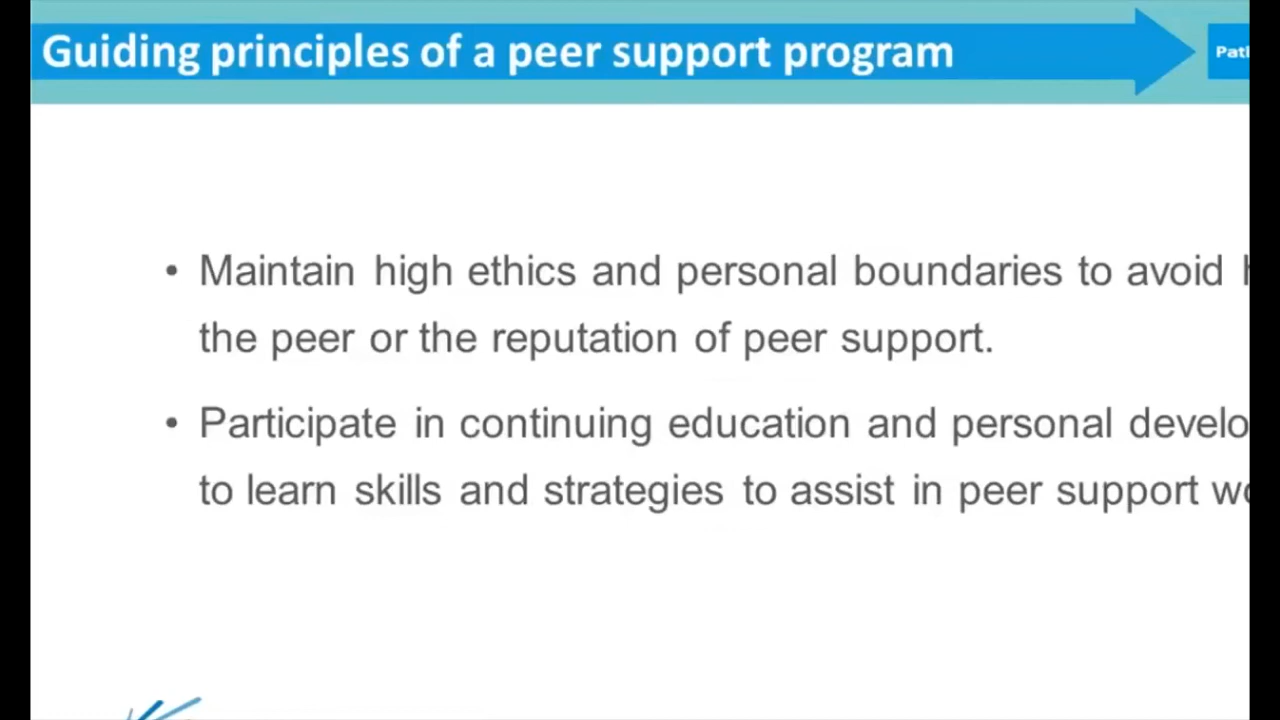 Guiding principles of a peer support program
• Maintain high ethics and personal boundaries to avoid
the peer or the reputation of peer support.
• Participate in continuing education and personal
to learn skills and strategies to assist in peer support